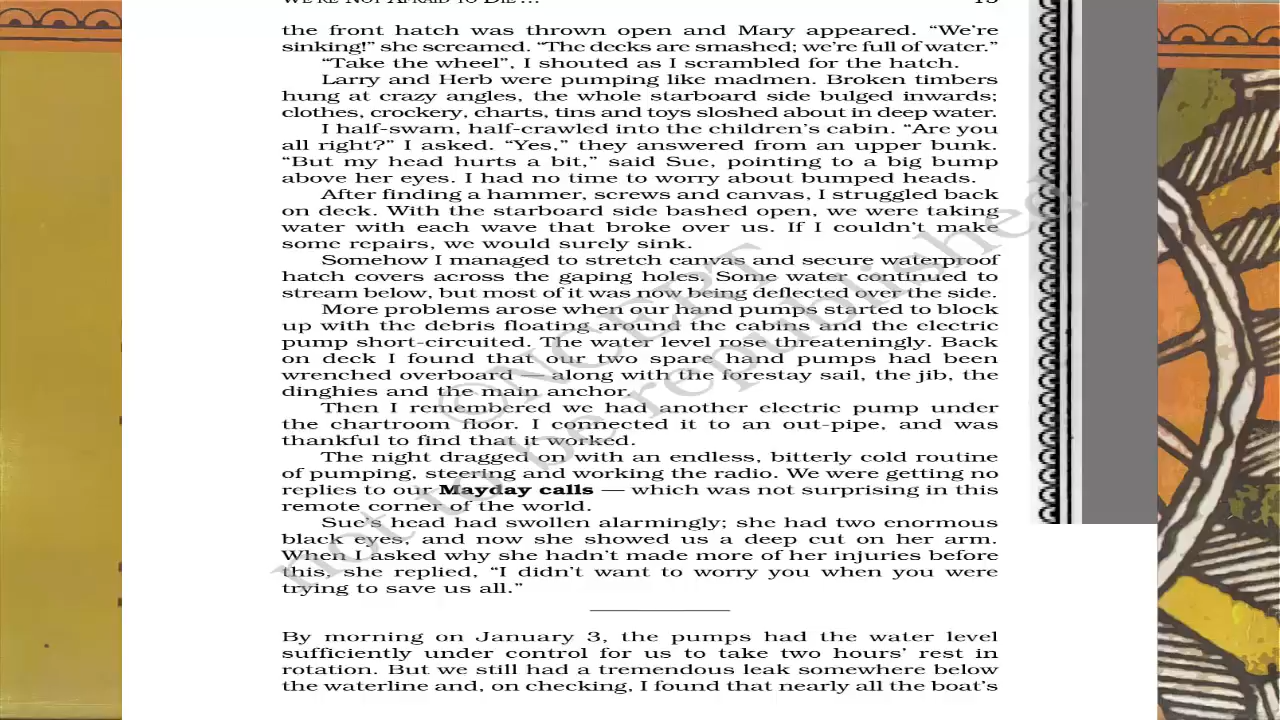 WE'RE NOT AFRAID TO DIE... 15
the front hatch was thrown open and Mary appeared. “We're
sinking!” she screamed. “The decks are smashed; we're full of water.”
“Take the wheel”, I shouted as I scrambled for the hatch.
Larry and Herb were pumping like madmen. Broken timbers
hung at crazy angles, the whole starboard side bulged inwards;
clothes, crockery, charts, tins and toys sloshed about in deep water.
I half-swam, half-crawled into the children's cabin. “Are you
all right?” I asked. “Yes,” they answered from an upper bunk.
“But my head hurts a bit,” said Sue, pointing to a big bump
above her eyes. I had no time to worry about bumped heads.
After finding a hammer, screws and canvas, I struggled back
on deck. With the starboard side bashed open, we were taking
water with each wave that broke over us. If I couldn't make
some repairs, we would surely sink.
Somehow I managed to stretch canvas and secure waterproof
hatch covers across the gaping holes. Some water continued to
stream below, but most of it was now being deflected over the side.
More problems arose when our hand pumps started to block
up with the debris floating around the cabins and the electric
pump short-circuited. The water level rose threateningly. Back
on deck I found that our two spare hand pumps had been
wrenched overboard — along with the forestay sail, the jib, the
dinghies and the main anchor.
Then I remembered we had another electric pump under
the chartroom floor. I connected it to an out-pipe, and was
thankful to find that it worked.
The night dragged on with an endless, bitterly cold routine
of pumping, steering and working the radio. We were getting no
replies to our Mayday calls — which was not surprising in this
remote corner of the world.
Sue's head had swollen alarmingly; she had two enormous
black eyes, and now she showed us a deep cut on her arm.
When I asked why she hadn't made more of her injuries before
this, she replied, “I didn't want to worry you when you were
trying to save us all.”
By morning on January 3, the pumps had the water level
sufficiently under control for us to take two hours' rest in
rotation. But we still had a tremendous leak somewhere below
the waterline and, on checking, I found that nearly all the boat's
©NCERT
not to be republished